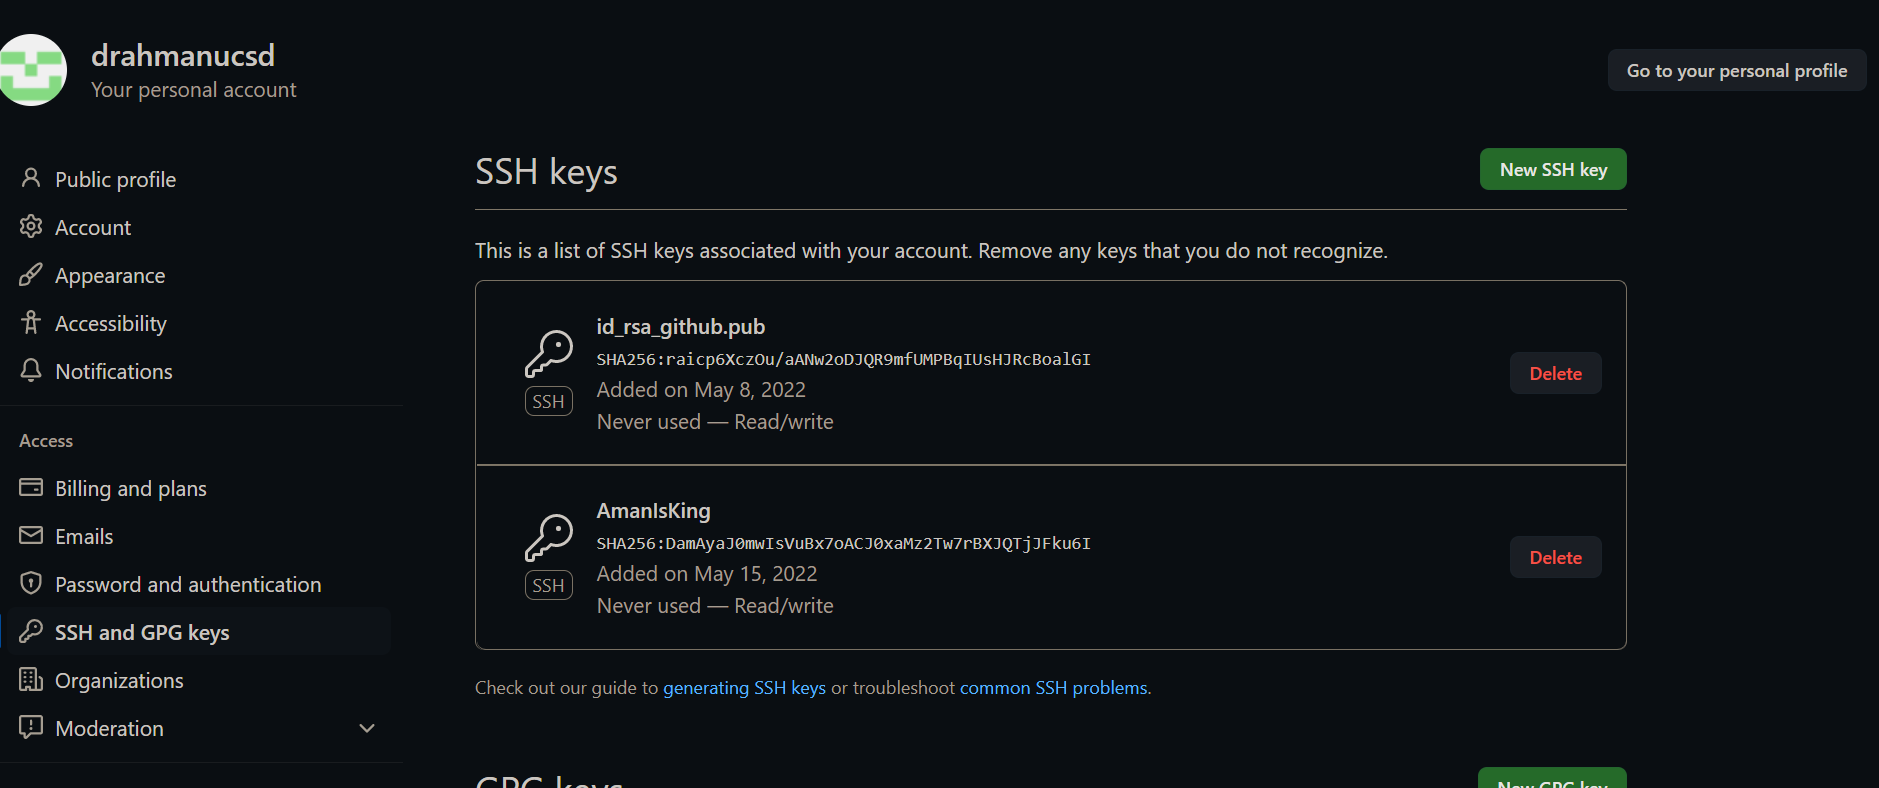 drahmanucsd
Your personal account
Go to your personal profile
Public profile
Account
Appearance
Accessibility
Notifications
Access
Billing and plans
Emails
Password and authentication
SSH and GPG keys
Organizations
Moderation
SSH keys
New SSH key
This is a list of SSH keys associated with your account. Remove any keys that you do not recognize.
SSH
id_rsa_github.pub
SHA256:raicp6XczOu/aANw2oDJQR9mfUMPBqIUsHJRcBoalGI
Added on May 8, 2022
Never used — Read/write
Delete
SSH
AmanIsKing
SHA256:DamAyaJ0mwIsVuBx7oACJ0xaMz2Tw7rBXJQTjJFku6I
Added on May 15, 2022
Never used — Read/write
Delete
Check out our guide to generating SSH keys or troubleshoot common SSH problems.
GPG keys
New GPG key